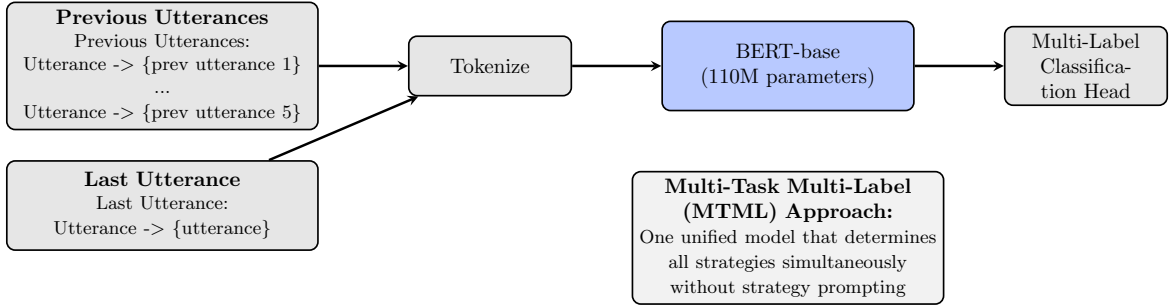 Previous Utterances
Previous Utterances:
Utterance -> {prev utterance 1}
...
Utterance -> {prev utterance 5}
Last Utterance
Last Utterance:
Utterance -> {utterance}
Tokenize
BERT-base
(110M parameters)
Multi-Label
Classifica-
tion Head
Multi-Task Multi-Label
(MTML) Approach:
One unified model that determines
all strategies simultaneously
without strategy prompting